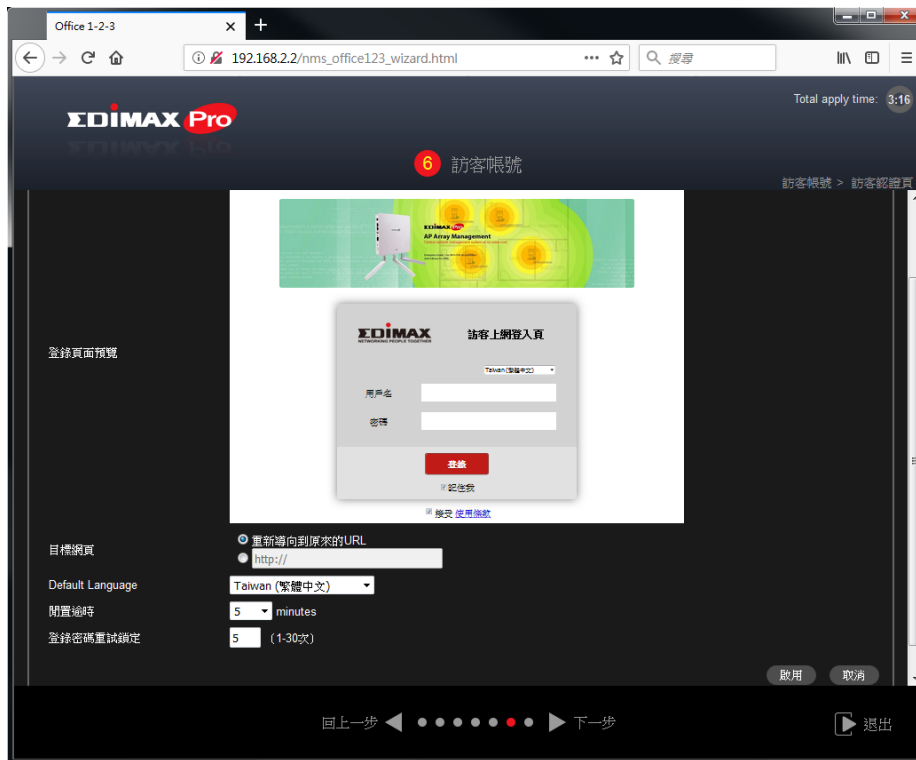 Office 1-2-3
192.168.2.2/nms_office123_wizard.html
搜尋
EDIMAX Pro
Total apply time: 3:16
6 訪客帳號
訪客帳號 > 訪客認證頁
EDIMAX Pro
AP Array Management
登錄頁面預覽
EDIMAX
NETWORKING PEOPLE TOGETHER
訪客上網登入頁
Taiwan (繁體中文)
用戶名
密碼
登錄
記住我
接受 使用條款
目標網頁
重新導向到原來的URL
http://
Default Language
Taiwan (繁體中文)
閒置逾時
5 minutes
登錄密碼重試鎖定
5 (1-30次)
啟用 取消
回上一步 下一步
退出